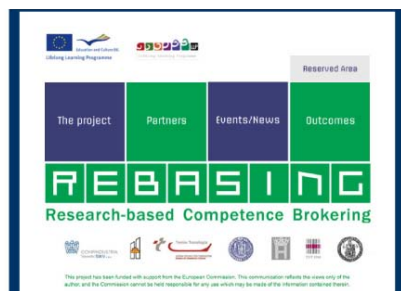 Education and Culture DG
Lifelong Learning Programme
Reserved Area
The project
Partners
Events/News
Outcomes
REBASING
Research-based Competence Brokering
This project has been funded with support from the European Commission. This communication reflects the views only of the
author, and the Commission cannot be held responsible for any use which may be made of the information contained therein.